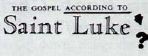 THE GOSPEL ACCORDING TO
Saint Luke?